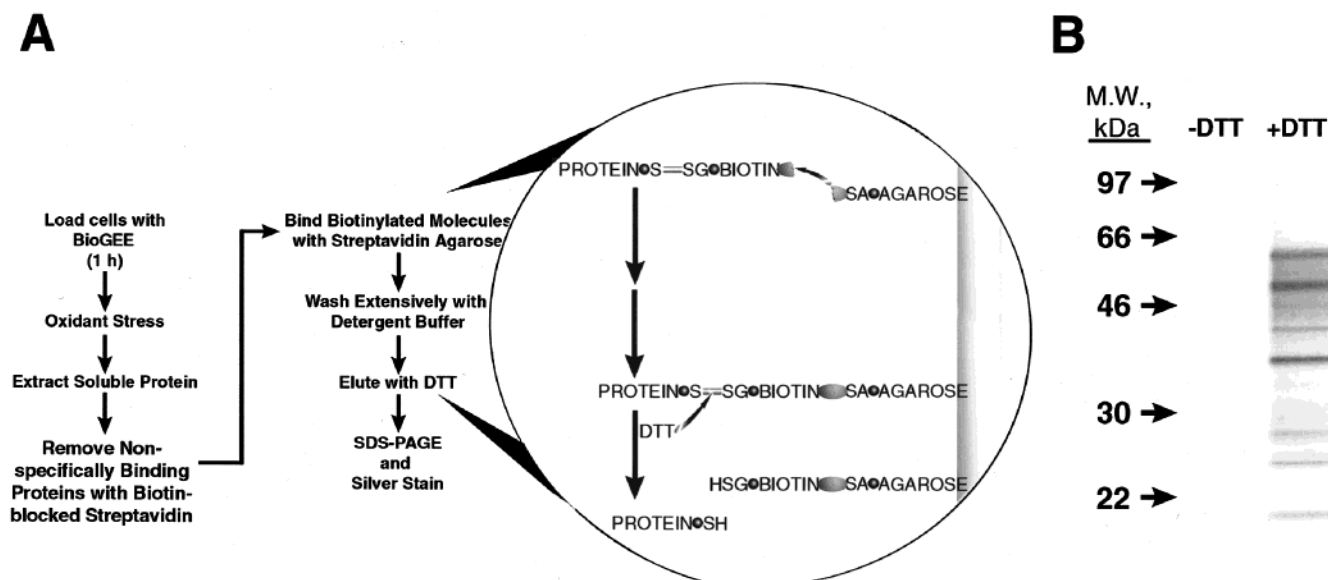 A
Load cells with
BioGEE
(1 h)
Oxidant Stress
Extract Soluble Protein
Remove Non-
specifically Binding
Proteins with Biotin-
blocked Streptavidin
Bind Biotinylated Molecules
with Streptavidin Agarose
Wash Extensively with
Detergent Buffer
Elute with DTT
SDS-PAGE
and
Silver Stain
PROTEIN•S=SG•BIOTIN
SA•AGAROSE
PROTEIN•S=SG•BIOTIN SA•AGAROSE
DTT
HSG•BIOTIN SA•AGAROSE
PROTEIN•SH
B
M.W.,
kDa -DTT +DTT
97
66
46
30
22